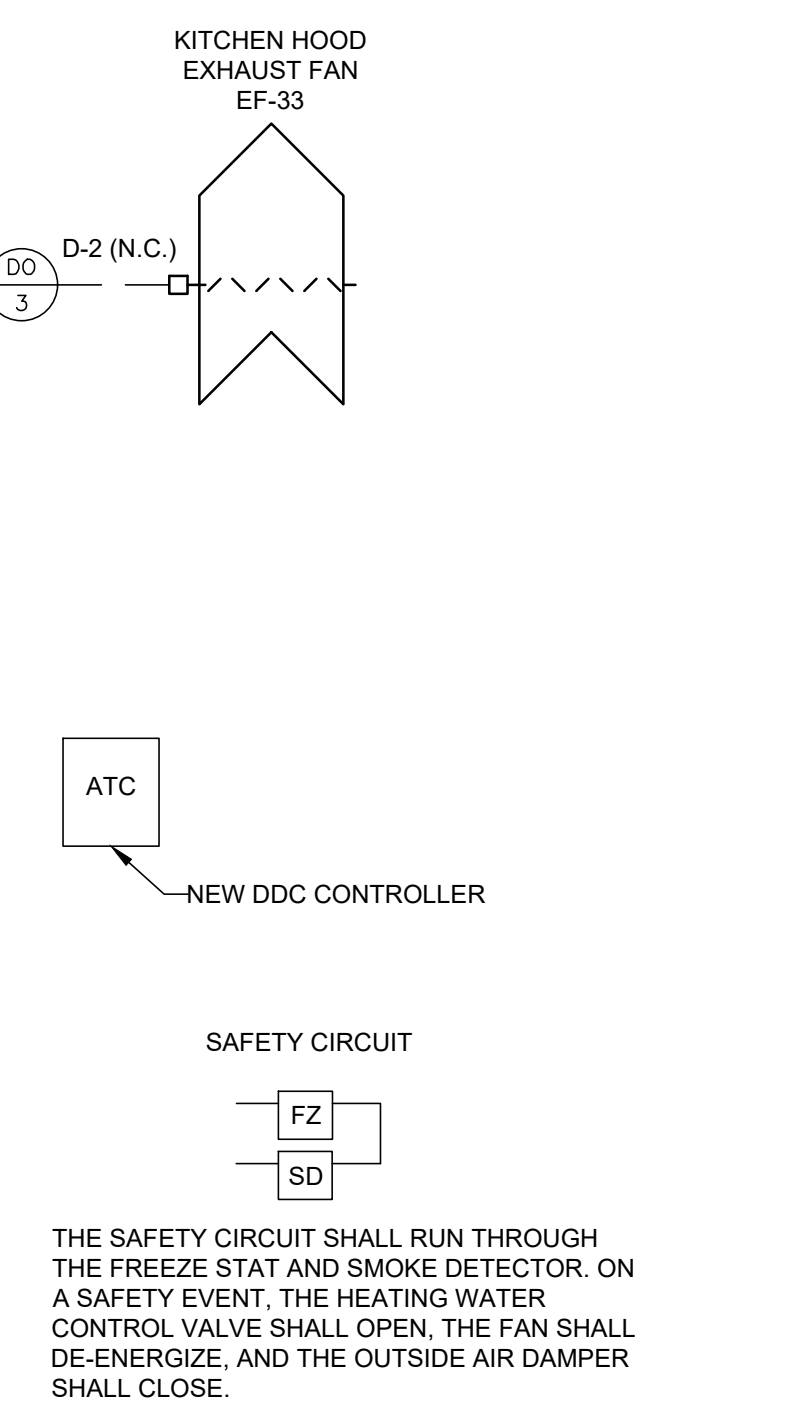 KITCHEN HOOD
EXHAUST FAN
EF-33
D-2 (N.C.)
DO
3
ATC
NEW DDC CONTROLLER
SAFETY CIRCUIT
FZ
SD
THE SAFETY CIRCUIT SHALL RUN THROUGH
THE FREEZE STAT AND SMOKE DETECTOR. ON
A SAFETY EVENT, THE HEATING WATER
CONTROL VALVE SHALL OPEN, THE FAN SHALL
DE-ENERGIZE, AND THE OUTSIDE AIR DAMPER
SHALL CLOSE.